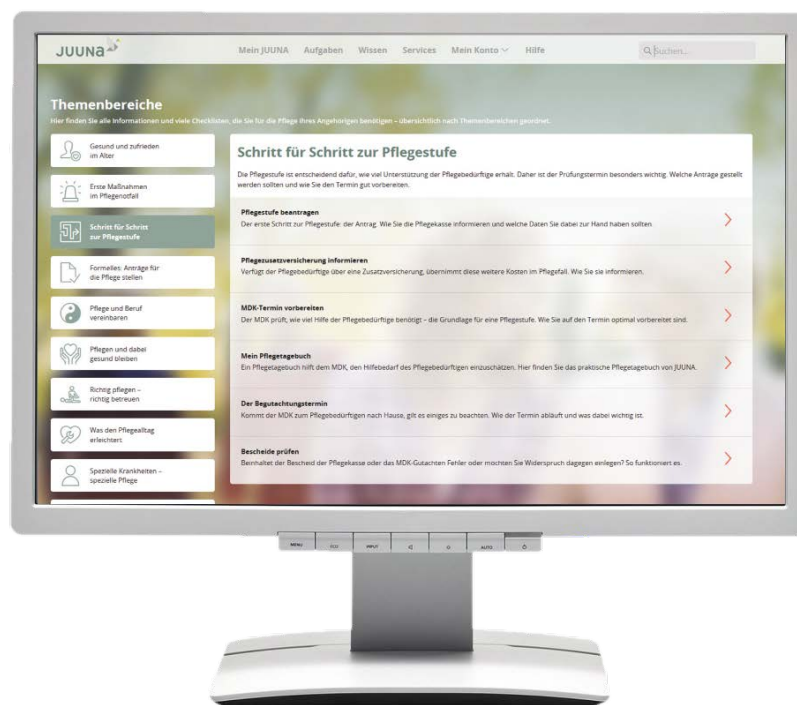 JUUNA
Mein JUUNA Aufgaben Wissen Services Mein Konto Hilfe
Suchen...
Themenbereiche
Hier finden Sie alle Informationen und viele Checklisten, die Sie für die Pflege Ihres Angehörigen benötigen – übersichtlich nach Themenbereichen geordnet.
Gesund und zufrieden
im Alter
Erste Maßnahmen
im Pflegenotfall
Schritt für Schritt
zur Pflegestufe
Formelles: Anträge für
die Pflege stellen
Pflege und Beruf
vereinbaren
Pflegen und dabei
gesund bleiben
Richtig pflegen –
richtig betreuen
Was den Pflegealltag
erleichtert
Spezielle Krankheiten –
spezielle Pflege
Schritt für Schritt zur Pflegestufe
Die Pflegestufe ist entscheidend dafür, wie viel Unterstützung der Pflegebedürftige erhält. Daher ist der Prüfungstermin besonders wichtig. Welche Anträge gestellt
werden sollten und wie Sie den Termin gut vorbereiten.
Pflegestufe beantragen
Der erste Schritt zur Pflegestufe: der Antrag. Wie Sie die Pflegekasse informieren und welche Daten Sie dabei zur Hand haben sollten.
Pflegezusatzversicherung informieren
Verfügt der Pflegebedürftige über eine Zusatzversicherung, übernimmt diese weitere Kosten im Pflegefall. Wie Sie sie informieren.
MDK-Termin vorbereiten
Der MDK prüft, wie viel Hilfe der Pflegebedürftige benötigt – die Grundlage für eine Pflegestufe. Wie Sie auf den Termin optimal vorbereitet sind.
Mein Pflegetagebuch
Ein Pflegetagebuch hilft dem MDK, den Hilfebedarf des Pflegebedürftigen einzuschätzen. Hier finden Sie das praktische Pflegetagebuch von JUUNA.
Der Begutachtungstermin
Kommt der MDK zum Pflegebedürftigen nach Hause, gilt es einiges zu beachten. Wie der Termin abläuft und was dabei wichtig ist.
Bescheide prüfen
Beinhaltet der Bescheid der Pflegekasse oder das MDK-Gutachten Fehler oder möchten Sie Widerspruch dagegen einlegen? So funktioniert es.
MENU ECO INPUT AUTO